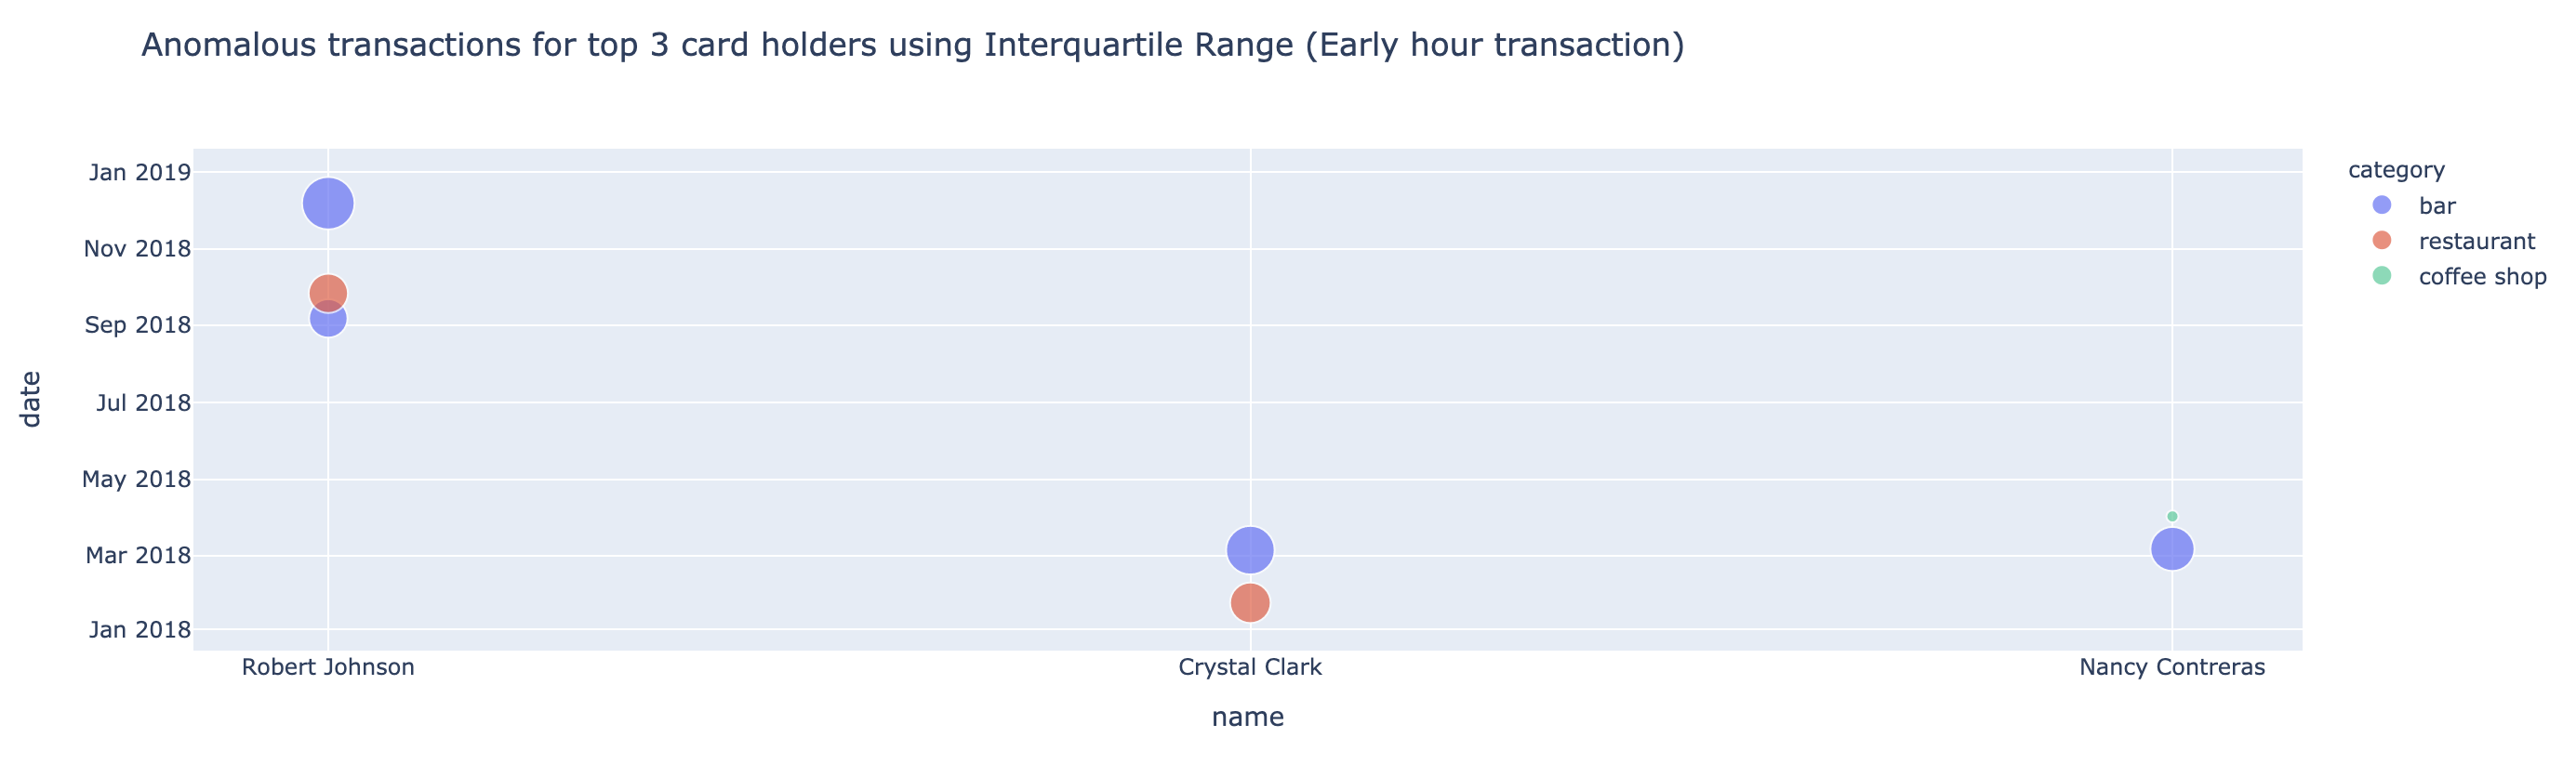 Anomalous transactions for top 3 card holders using Interquartile Range (Early hour transaction)
Jan 2019
Nov 2018
Sep 2018
Jul 2018
May 2018
Mar 2018
Jan 2018
date
Robert Johnson
Crystal Clark
Nancy Contreras
name
category
bar
restaurant
coffee shop